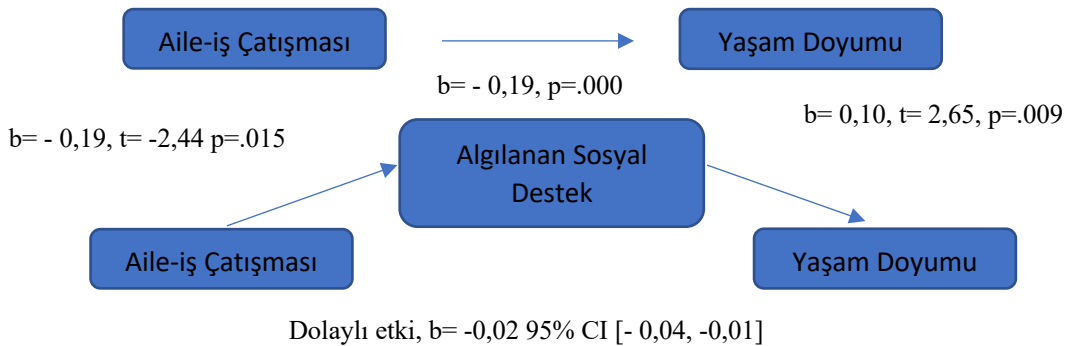 Aile-iş Çatışması
Yaşam Doyumu
b= - 0,19, p=.000
b= 0,10, t= 2,65, p=.009
b= - 0,19, t= -2,44 p=.015
Algılanan Sosyal
Destek
Aile-iş Çatışması
Yaşam Doyumu
Dolaylı etki, b= -0,02 95% CI [- 0,04, -0,01]